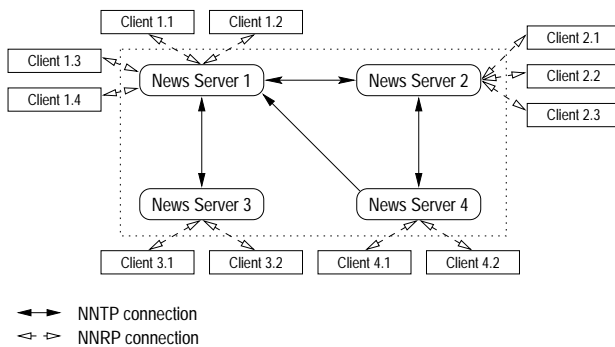 Client 1.1
Client 1.2
Client 2.1
Client 1.3
News Server 1
News Server 2
Client 2.2
Client 1.4
Client 2.3
News Server 3
News Server 4
Client 3.1
Client 3.2
Client 4.1
Client 4.2
NNTP connection
NNRP connection